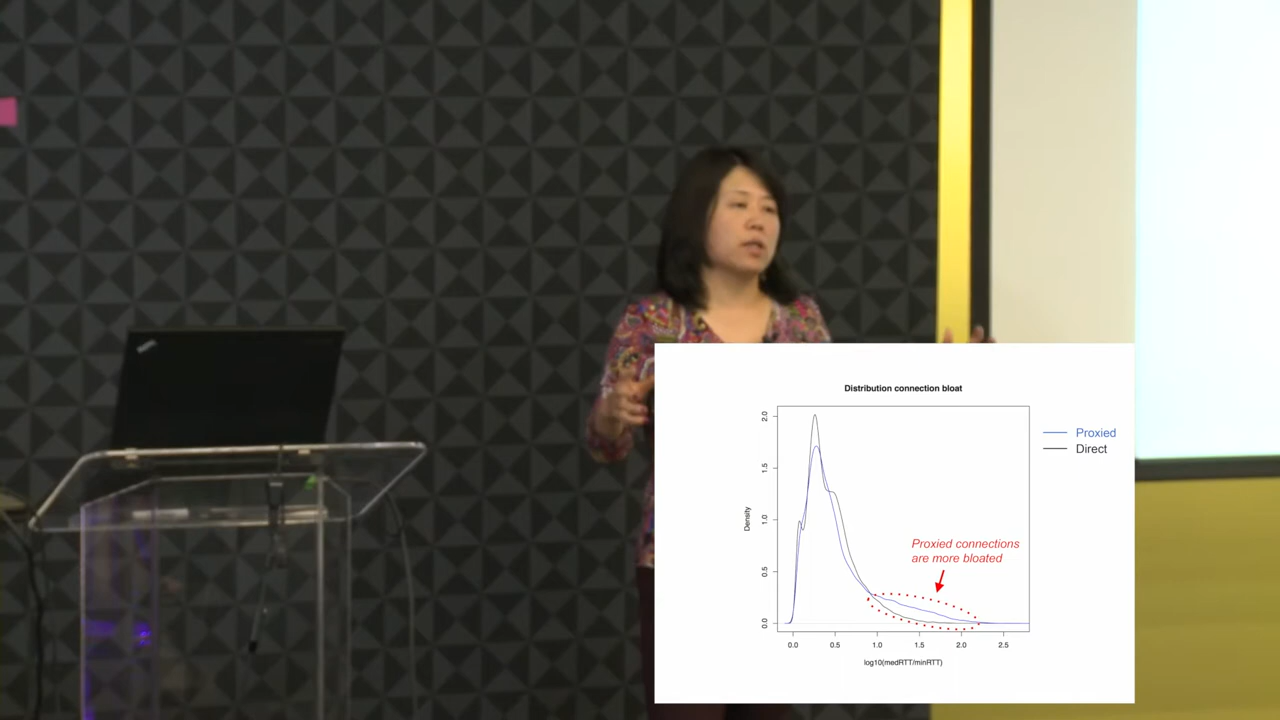 Distribution connection bloat
2.0
1.5
1.0
0.5
0.0
Density
0.0 0.5 1.0 1.5 2.0 2.5
log10(medRTT/minRTT)
Proxied connections
are more bloated
Proxied
Direct